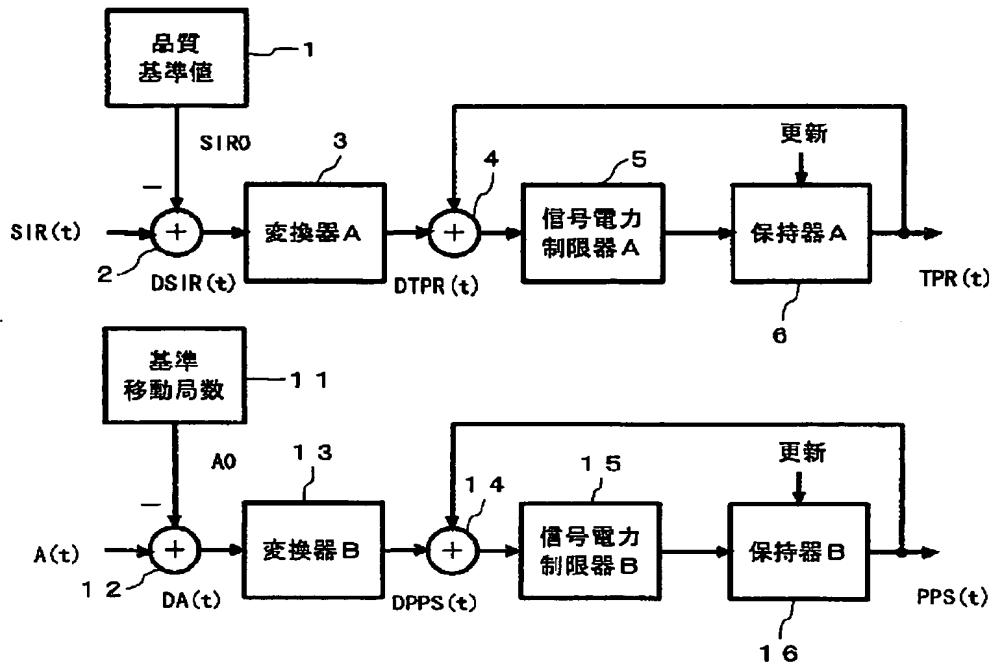 品質
基準値
1
SIR0
3
4
5
更新
SIR(t)
−
+
変換器A
+
信号電力
制限器A
保持器A
2
DSIR(t)
DTPR(t)
TPR(t)
6
基準
移動局数
11
A0
13
14
15
更新
A(t)
−
+
変換器B
+
信号電力
制限器B
保持器B
12
DA(t)
DPPS(t)
PPS(t)
16